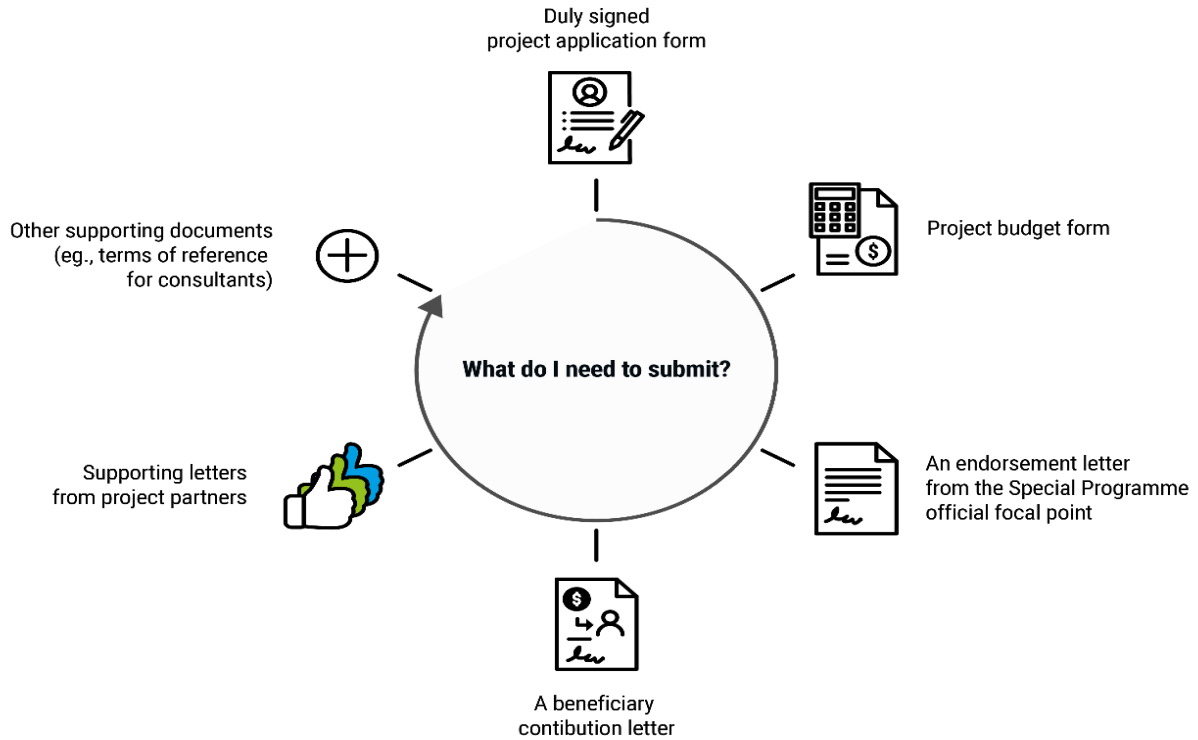 Duly signed
project application form
Project budget form
An endorsement letter
from the Special Programme
official focal point
A beneficiary
contibution letter
Supporting letters
from project partners
Other supporting documents
(eg., terms of reference
for consultants)
What do I need to submit?